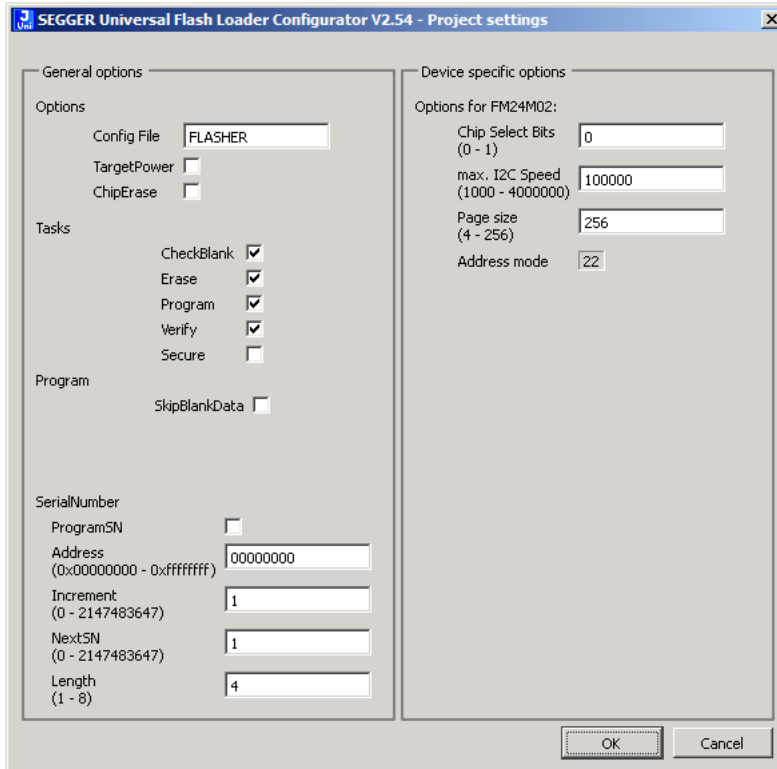 J
Uni
SEGGER Universal Flash Loader Configurator V2.54 - Project settings
General options
Options
Config File FLASHER
TargetPower
ChipErase
Tasks
CheckBlank
Erase
Program
Verify
Secure
Program
SkipBlankData
SerialNumber
ProgramSN
Address
(0x00000000 - 0xffffffff) 00000000
Increment
(0 - 2147483647) 1
NextSN
(0 - 2147483647) 1
Length
(1 - 8) 4
Device specific options
Options for FM24M02:
Chip Select Bits
(0 - 1) 0
max. I2C Speed
(1000 - 4000000) 100000
Page size
(4 - 256) 256
Address mode 22
OK Cancel